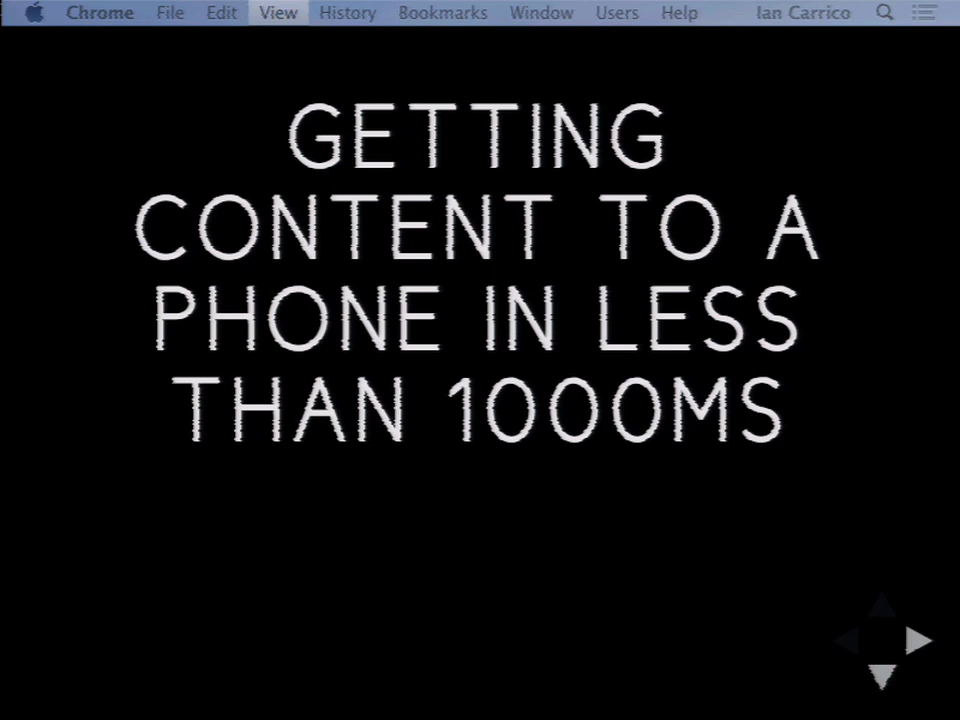 Chrome File Edit View History Bookmarks Window Users Help Ian Carrico
GETTING
CONTENT TO A
PHONE IN LESS
THAN 1000MS